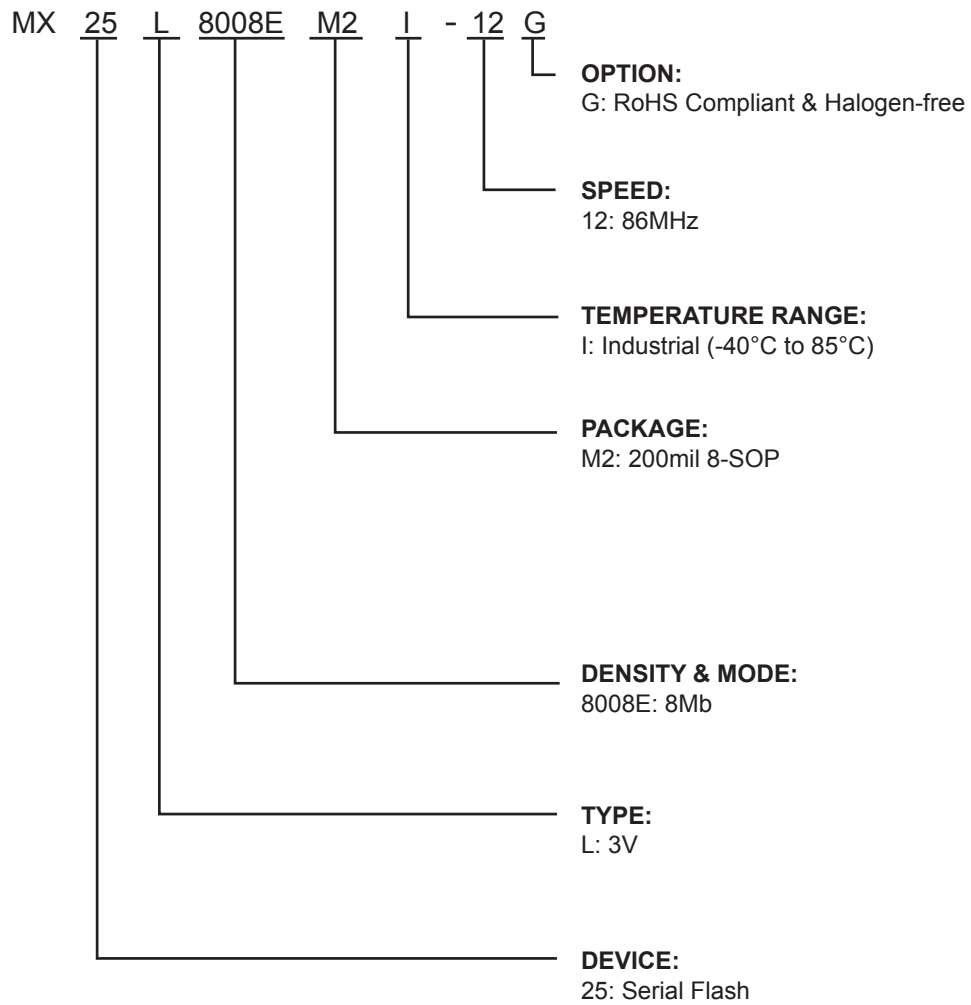 MX 25 L 8008E M2 I - 12 G
OPTION:
G: RoHS Compliant & Halogen-free
SPEED:
12: 86MHz
TEMPERATURE RANGE:
I: Industrial (-40°C to 85°C)
PACKAGE:
M2: 200mil 8-SOP
DENSITY & MODE:
8008E: 8Mb
TYPE:
L: 3V
DEVICE:
25: Serial Flash